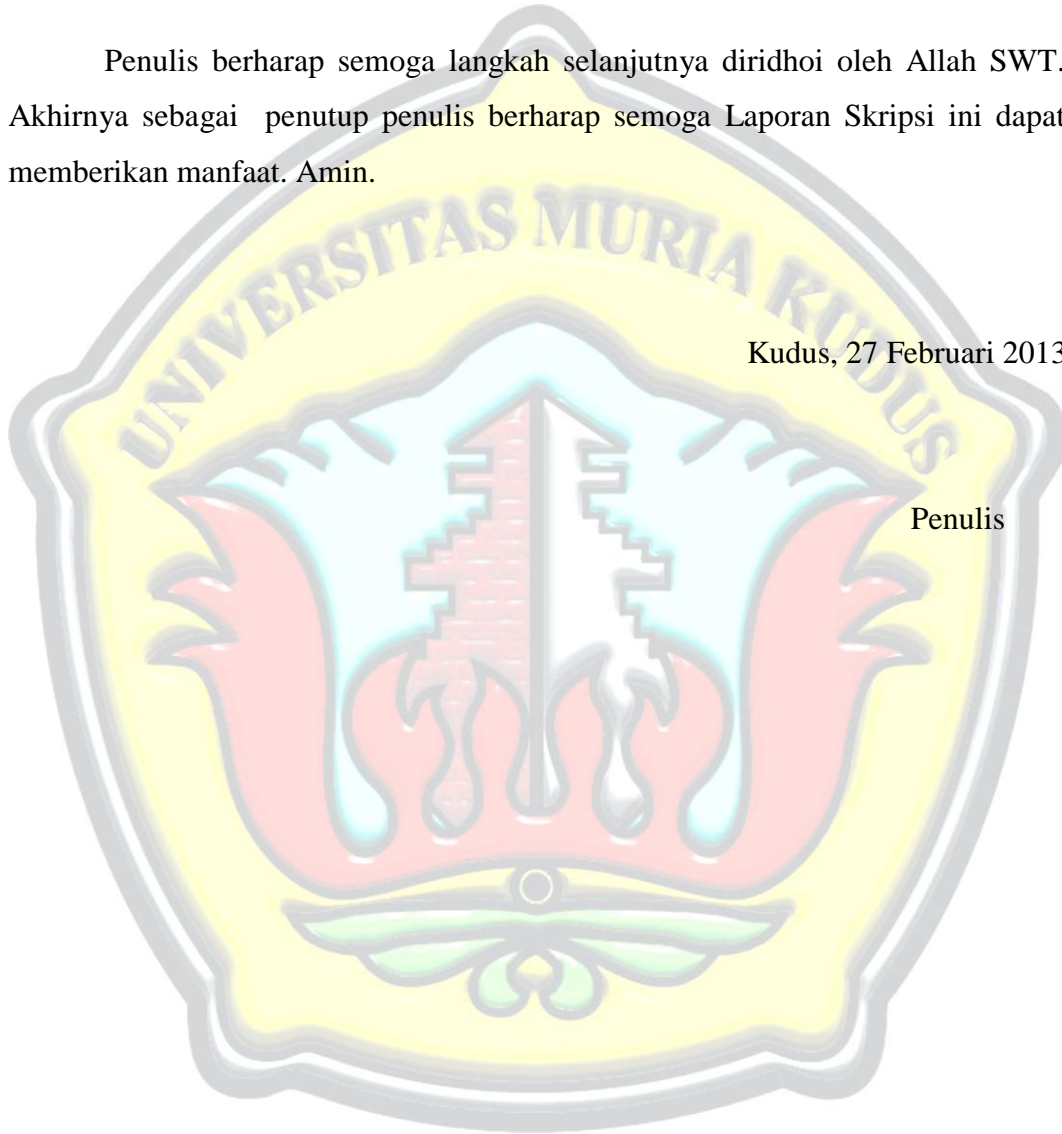 Penulis berharap semoga langkah selanjutnya diridhoi oleh Allah SWT.
Akhirnya sebagai penutup penulis berharap semoga Laporan Skripsi ini dapat
memberikan manfaat. Amin.
UNIVERSITAS MURIA KUDUS
Kudus, 27 Februari 2013
Penulis